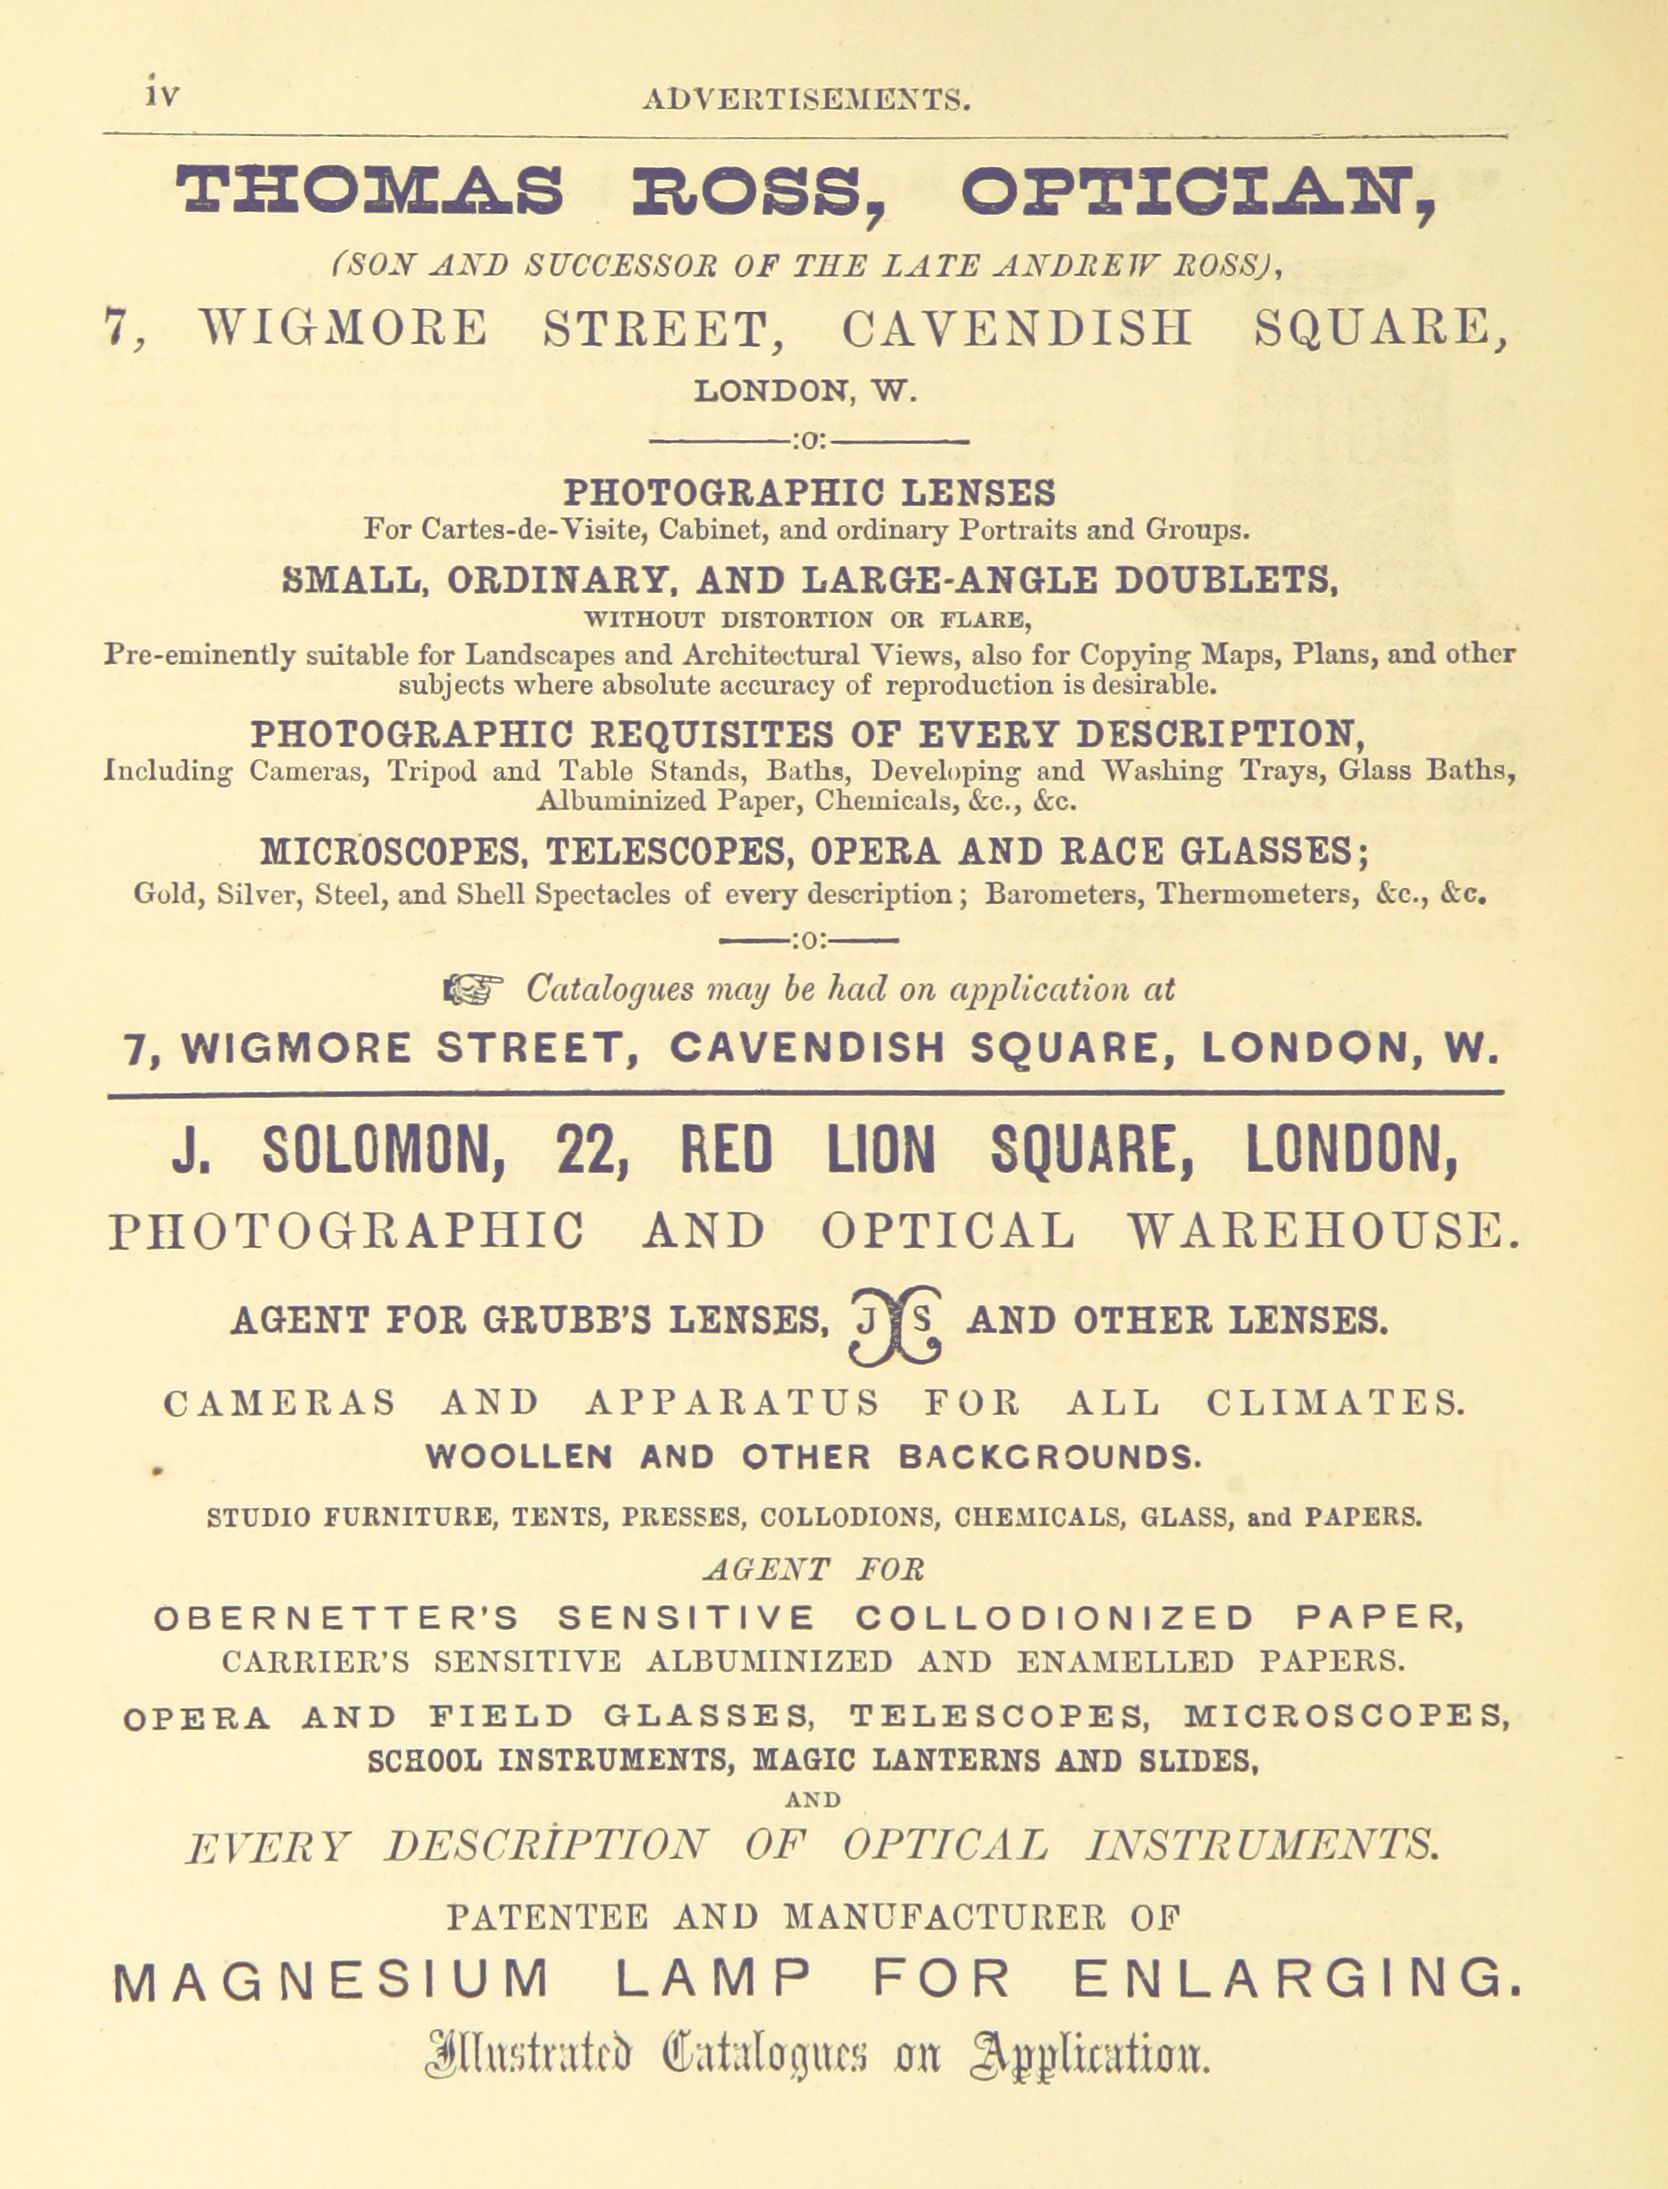 iv
ADVERTISEMENTS.
THOMAS ROSS, OPTICIAN,
(SON AND SUCCESSOR OF THE LATE ANDREW ROSS),
7, WIGMORE STREET, CAVENDISH SQUARE,
LONDON, W.
:o:
PHOTOGRAPHIC LENSES
For Cartes-de-Visite, Cabinet, and ordinary Portraits and Groups.
SMALL, ORDINARY, AND LARGE-ANGLE DOUBLETS,
WITHOUT DISTORTION OR FLARE,
Pre-eminently suitable for Landscapes and Architectural Views, also for Copying Maps, Plans, and other
subjects where absolute accuracy of reproduction is desirable.
PHOTOGRAPHIC REQUISITES OF EVERY DESCRIPTION,
Including Cameras, Tripod and Table Stands, Baths, Developing and Washing Trays, Glass Baths,
Albuminized Paper, Chemicals, &c., &c.
MICROSCOPES, TELESCOPES, OPERA AND RACE GLASSES;
Gold, Silver, Steel, and Shell Spectacles of every description; Barometers, Thermometers, &c., &c.
:o:
☞ Catalogues may be had on application at
7, WIGMORE STREET, CAVENDISH SQUARE, LONDON, W.
J. SOLOMON, 22, RED LION SQUARE, LONDON,
PHOTOGRAPHIC AND OPTICAL WAREHOUSE.
AGENT FOR GRUBB'S LENSES, J S AND OTHER LENSES.
CAMERAS AND APPARATUS FOR ALL CLIMATES.
WOOLLEN AND OTHER BACKGROUNDS.
STUDIO FURNITURE, TENTS, PRESSES, COLLODIONS, CHEMICALS, GLASS, and PAPERS.
AGENT FOR
OBERNETTER'S SENSITIVE COLLODIONIZED PAPER,
CARRIER'S SENSITIVE ALBUMINIZED AND ENAMELLED PAPERS.
OPERA AND FIELD GLASSES, TELESCOPES, MICROSCOPES,
SCHOOL INSTRUMENTS, MAGIC LANTERNS AND SLIDES,
AND
EVERY DESCRIPTION OF OPTICAL INSTRUMENTS.
PATENTEE AND MANUFACTURER OF
MAGNESIUM LAMP FOR ENLARGING.
Illustrated Catalogues on Application.